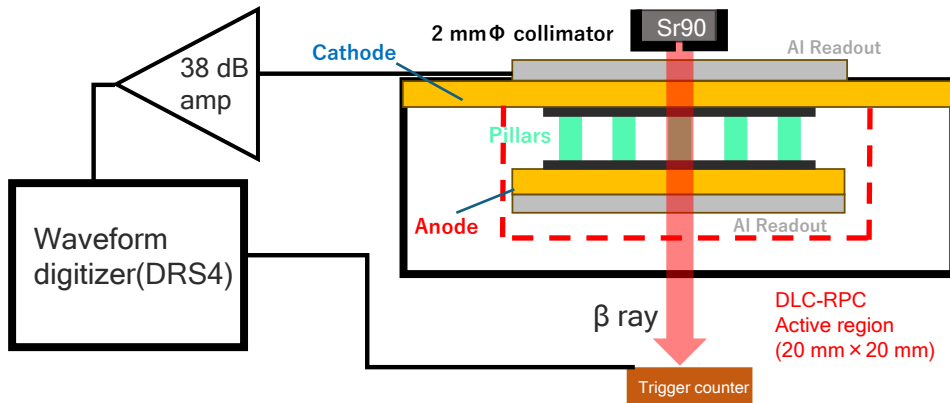 Sr90
2 mmΦ collimator
Al Readout
Cathode
38 dB
amp
Pillars
Anode
Al Readout
Waveform
digitizer(DRS4)
β ray
DLC-RPC
Active region
(20 mm × 20 mm)
Trigger counter